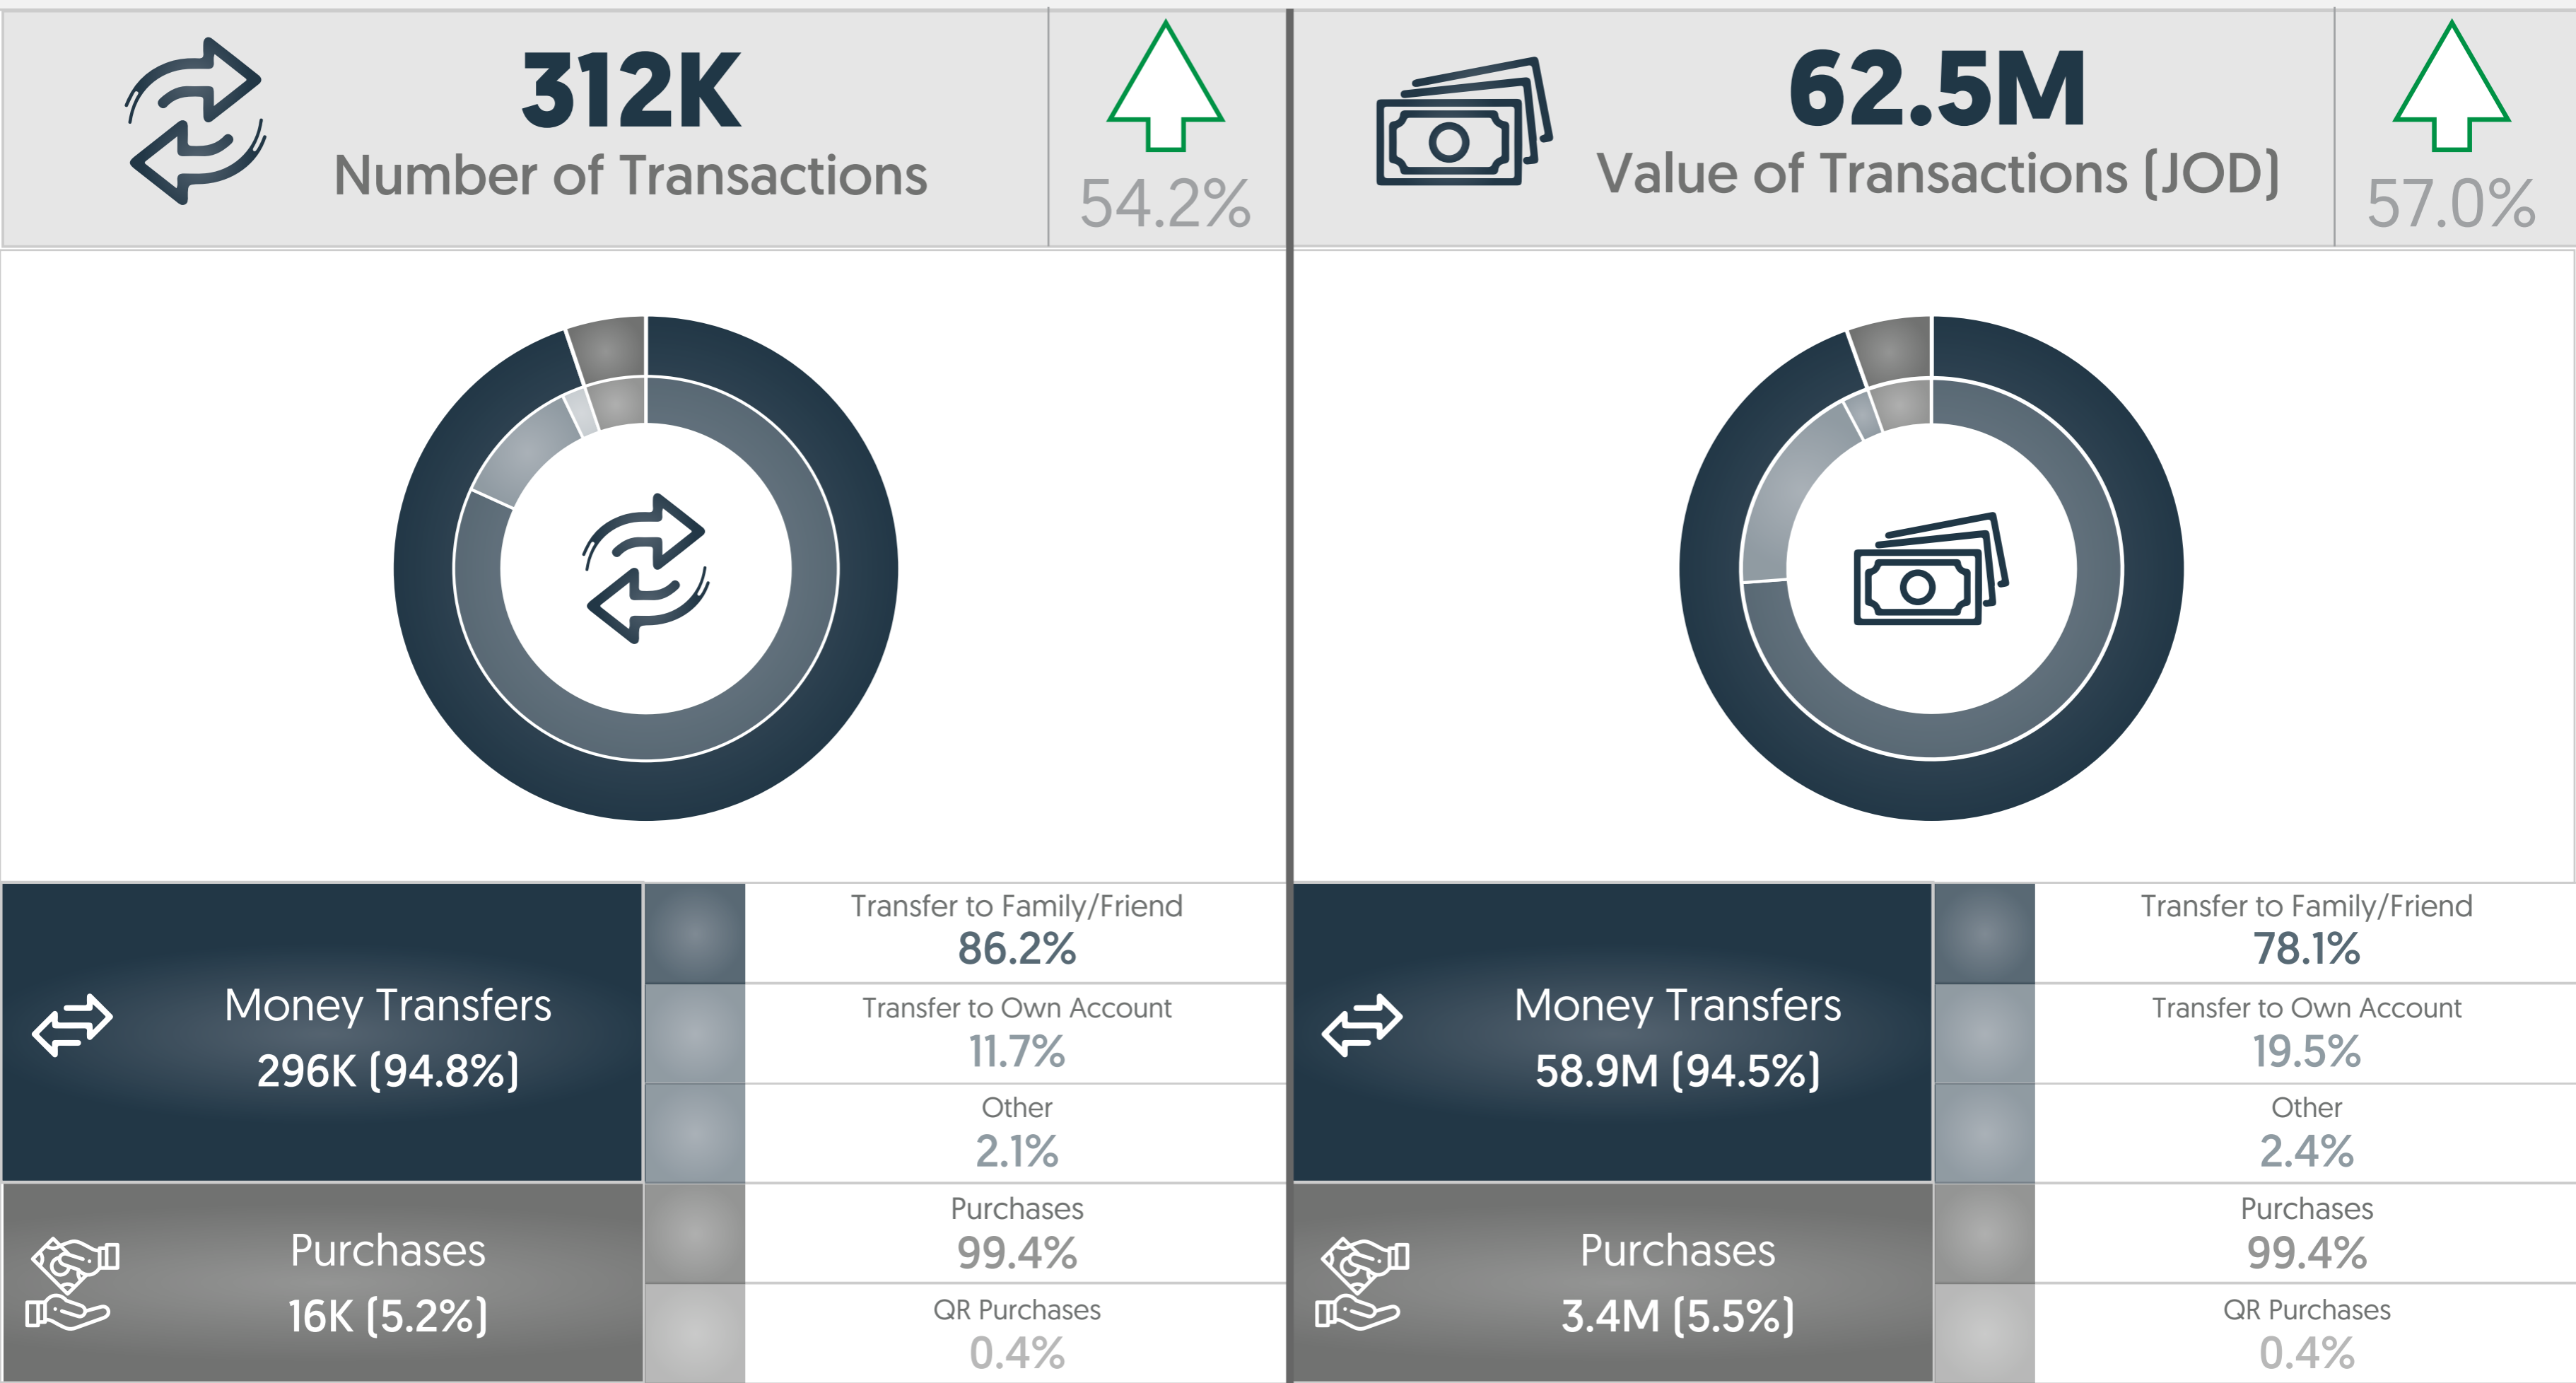 312K
Number of Transactions
54.2%
62.5M
Value of Transactions (JOD)
57.0%
Money Transfers
296K (94.8%)
Transfer to Family/Friend
86.2%
Transfer to Own Account
11.7%
Other
2.1%
Purchases
16K (5.2%)
Purchases
99.4%
QR Purchases
0.4%
Money Transfers
58.9M (94.5%)
Transfer to Family/Friend
78.1%
Transfer to Own Account
19.5%
Other
2.4%
Purchases
3.4M (5.5%)
Purchases
99.4%
QR Purchases
0.4%